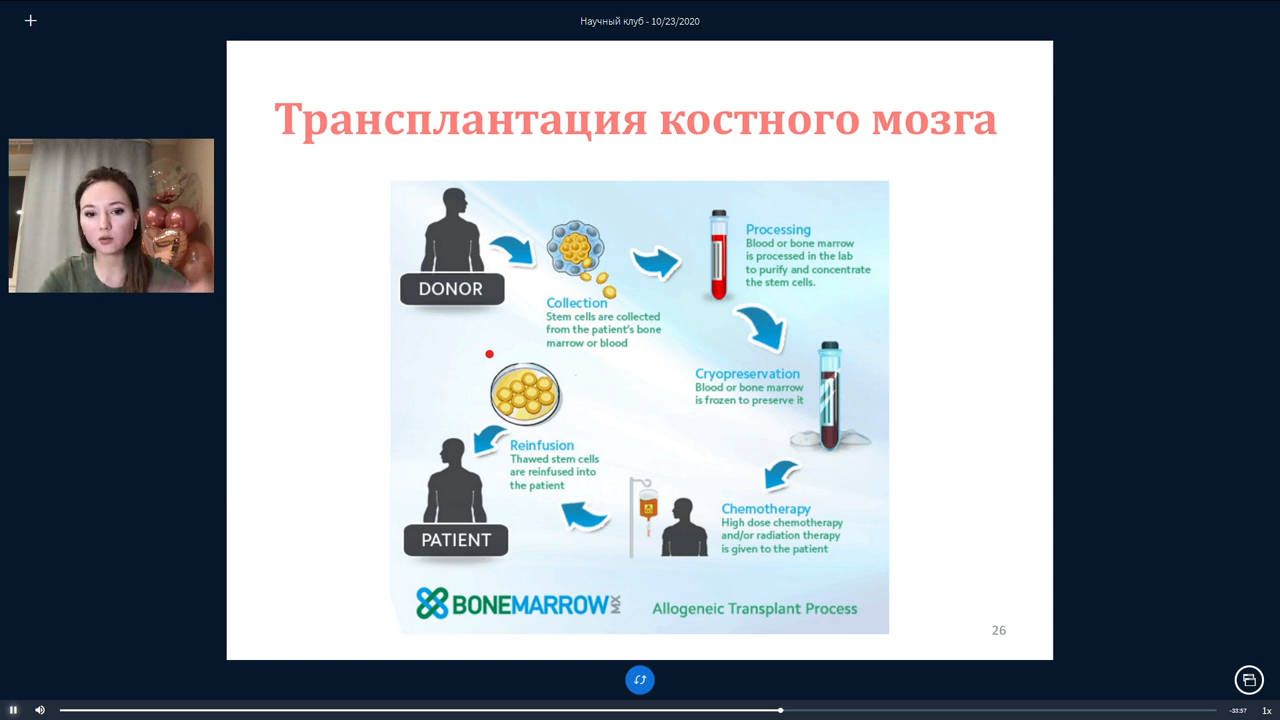 Научный клуб - 10/23/2020
Трансплантация костного мозга
DONOR
Collection
Stem cells are collected
from the patient's bone
marrow or blood
Processing
Blood or bone marrow
is processed in the lab
to purify and concentrate
the stem cells.
Cryopreservation
Blood or bone marrow
is frozen to preserve it
Chemotherapy
High dose chemotherapy
and/or radiation therapy
is given to the patient
Reinfusion
Thawed stem cells
are reinfused into
the patient
PATIENT
BONEMARROW MX
Allogeneic Transplant Process
26
-33:57
1x